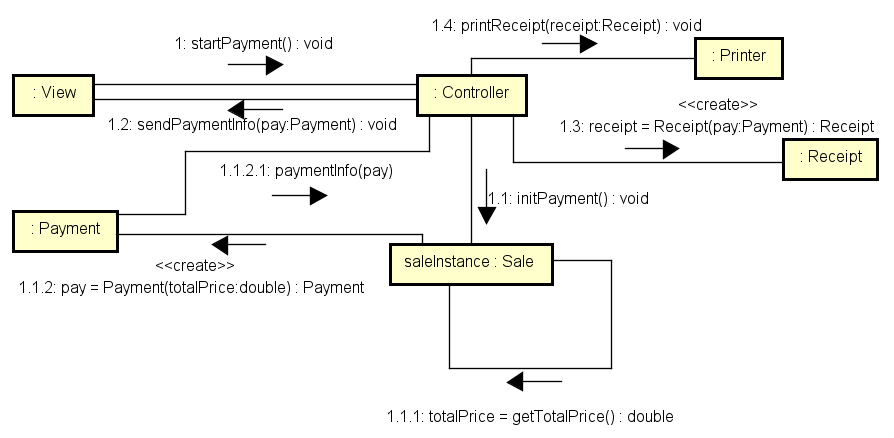 1.4: printReceipt(receipt:Receipt) : void
1: startPayment() : void
: Printer
: View
: Controller
<<create>>
1.2: sendPaymentInfo(pay:Payment) : void
1.3: receipt = Receipt(pay:Payment) : Receipt
: Receipt
1.1.2.1: paymentInfo(pay)
1.1: initPayment() : void
: Payment
<<create>>
saleInstance : Sale
1.1.2: pay = Payment(totalPrice:double) : Payment
1.1.1: totalPrice = getTotalPrice() : double